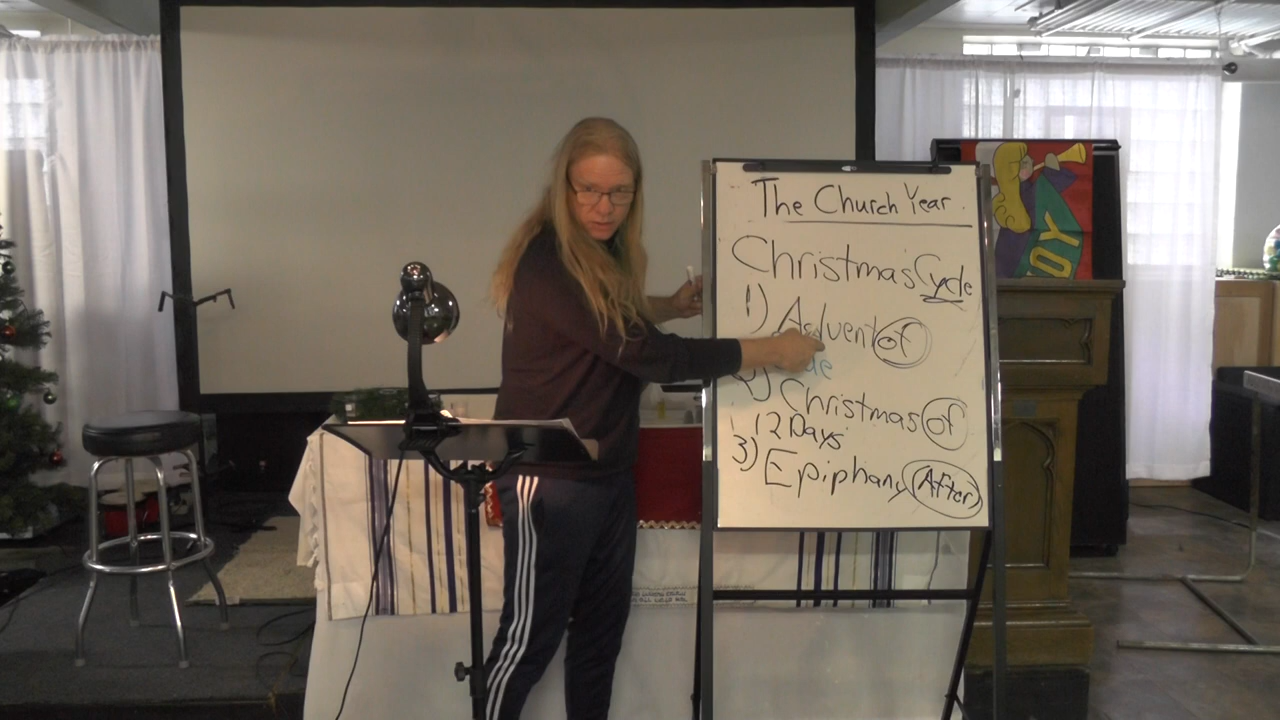 The Church Year
Christmas Cycle
1) Advent of
2) Christmas of
12 Days
3) Epiphany (After)
JOY